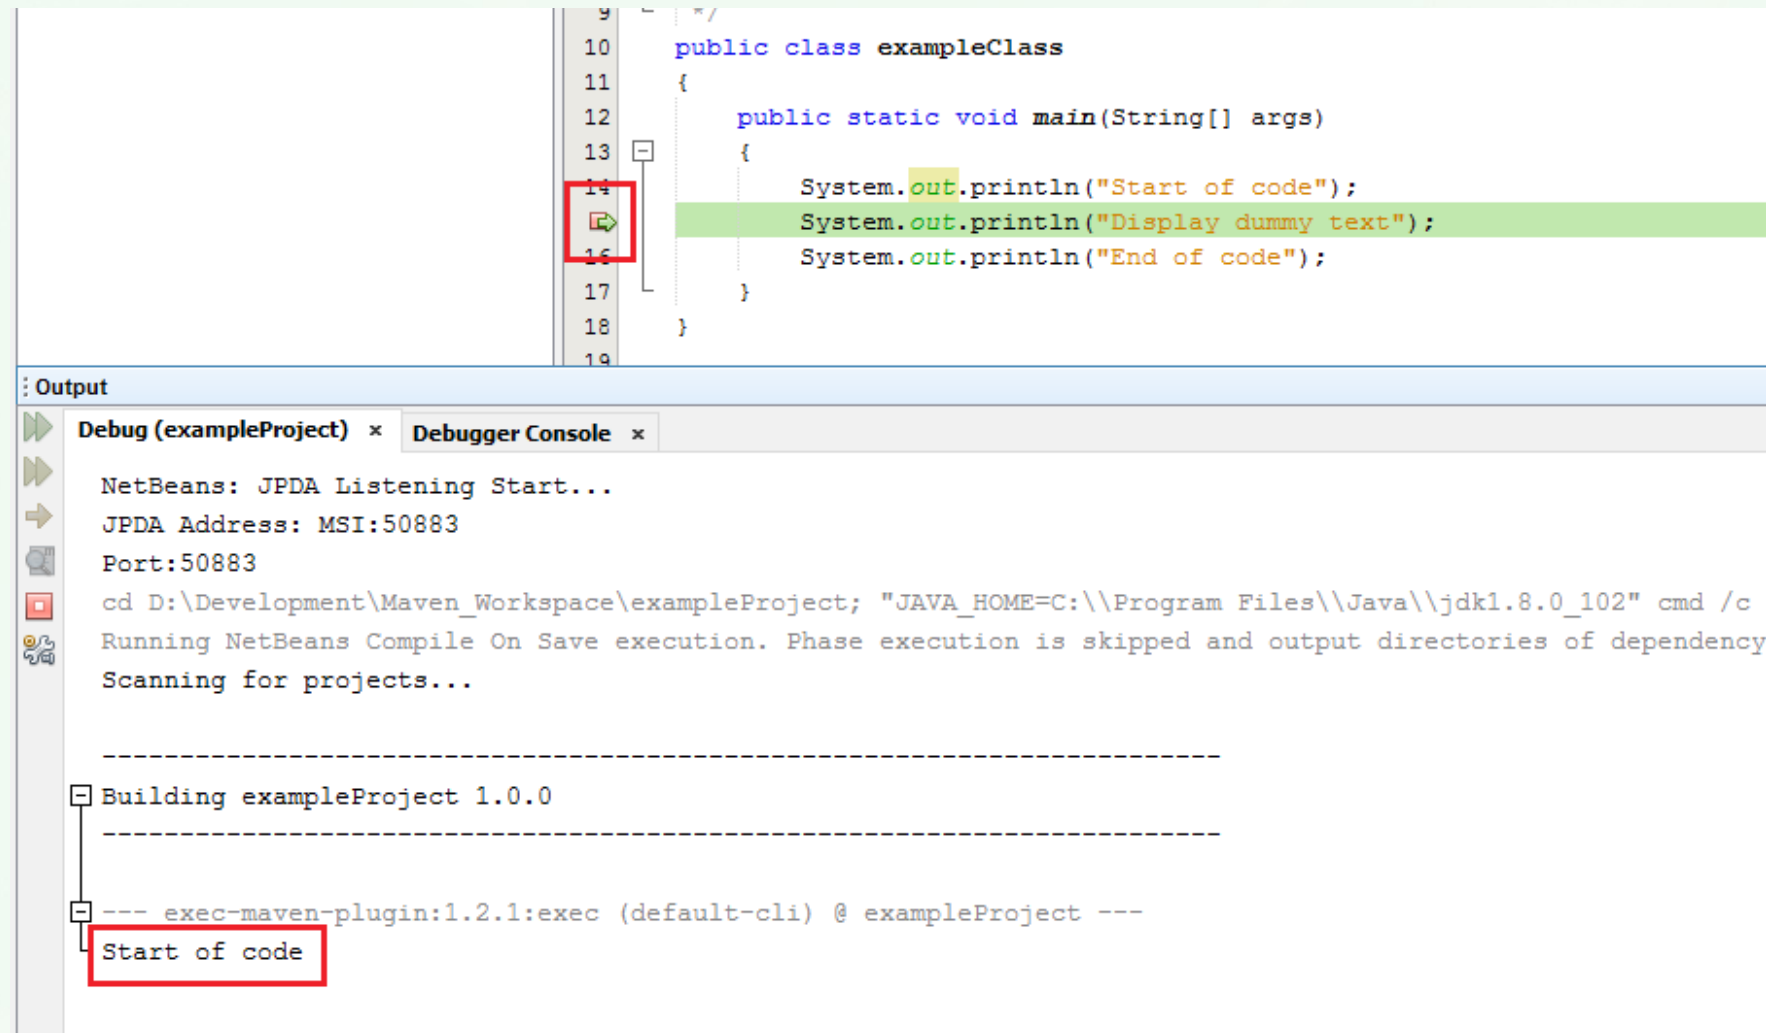 9 */
10 public class exampleClass
11 {
12 public static void main(String[] args)
13 {
14 System.out.println("Start of code");
System.out.println("Display dummy text");
16 System.out.println("End of code");
17 }
18 }
19
Output
Debug (exampleProject) × Debugger Console ×
NetBeans: JPDA Listening Start...
JPDA Address: MSI:50883
Port:50883
cd D:\Development\Maven_Workspace\exampleProject; "JAVA_HOME=C:\\Program Files\\Java\\jdk1.8.0_102" cmd /c
Running NetBeans Compile On Save execution. Phase execution is skipped and output directories of dependency
Scanning for projects...
------------------------------------------------------------------------
Building exampleProject 1.0.0
------------------------------------------------------------------------
--- exec-maven-plugin:1.2.1:exec (default-cli) @ exampleProject ---
Start of code